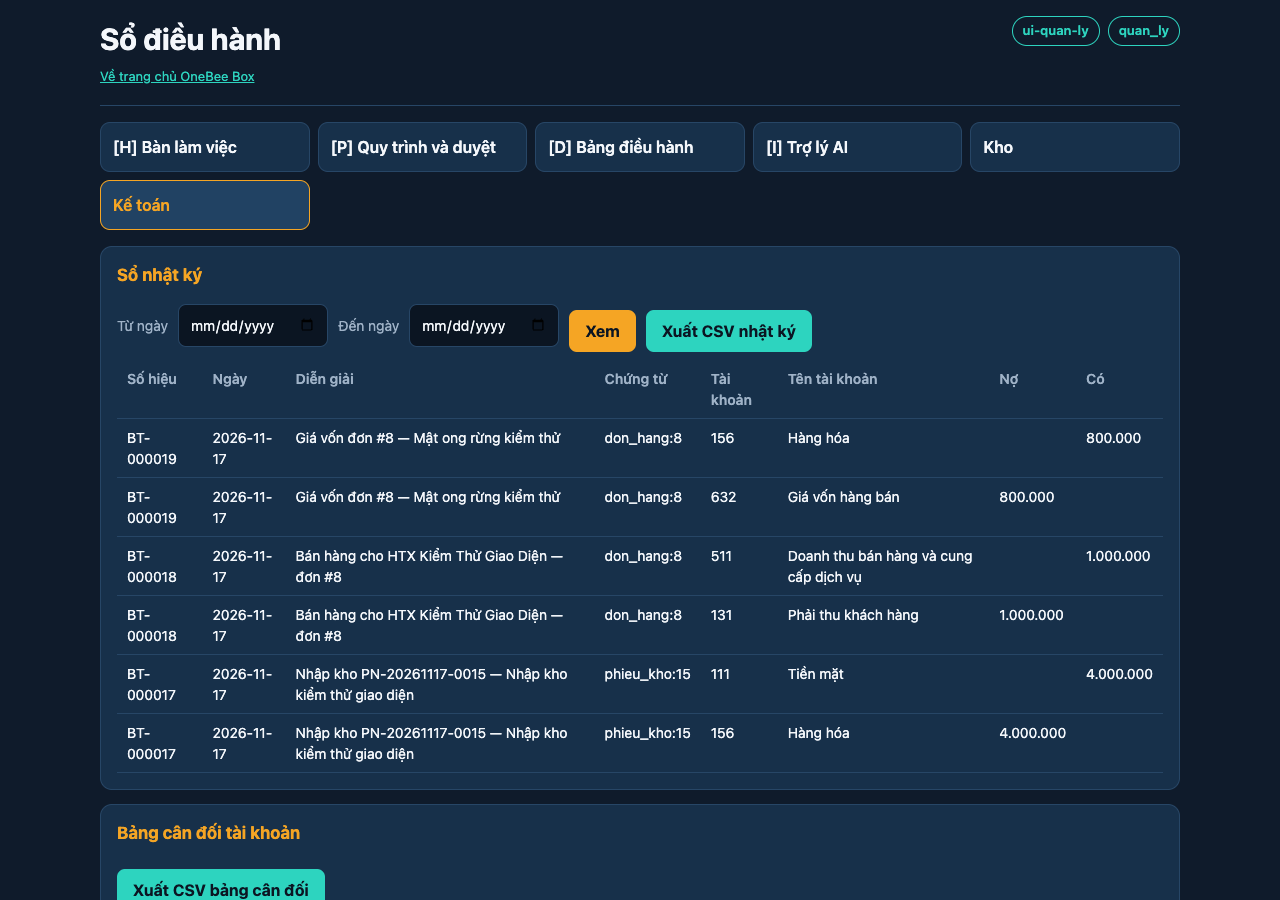 Sổ điều hành
ui-quan-ly
quan_ly
Về trang chủ OneBee Box
[H] Bàn làm việc
[P] Quy trình và duyệt
[D] Bảng điều hành
[I] Trợ lý AI
Kho
Kế toán
Sổ nhật ký
Từ ngày mm/dd/yyyy Đến ngày mm/dd/yyyy Xem Xuất CSV nhật ký
Số hiệu Ngày Diễn giải Chứng từ Tài khoản Tên tài khoản Nợ Có
BT-000019 2026-11-17 Giá vốn đơn #8 — Mật ong rừng kiểm thử don_hang:8 156 Hàng hóa 800.000
BT-000019 2026-11-17 Giá vốn đơn #8 — Mật ong rừng kiểm thử don_hang:8 632 Giá vốn hàng bán 800.000
BT-000018 2026-11-17 Bán hàng cho HTX Kiểm Thử Giao Diện — đơn #8 don_hang:8 511 Doanh thu bán hàng và cung cấp dịch vụ 1.000.000
BT-000018 2026-11-17 Bán hàng cho HTX Kiểm Thử Giao Diện — đơn #8 don_hang:8 131 Phải thu khách hàng 1.000.000
BT-000017 2026-11-17 Nhập kho PN-20261117-0015 — Nhập kho kiểm thử giao diện phieu_kho:15 111 Tiền mặt 4.000.000
BT-000017 2026-11-17 Nhập kho PN-20261117-0015 — Nhập kho kiểm thử giao diện phieu_kho:15 156 Hàng hóa 4.000.000
Bảng cân đối tài khoản
Xuất CSV bảng cân đối